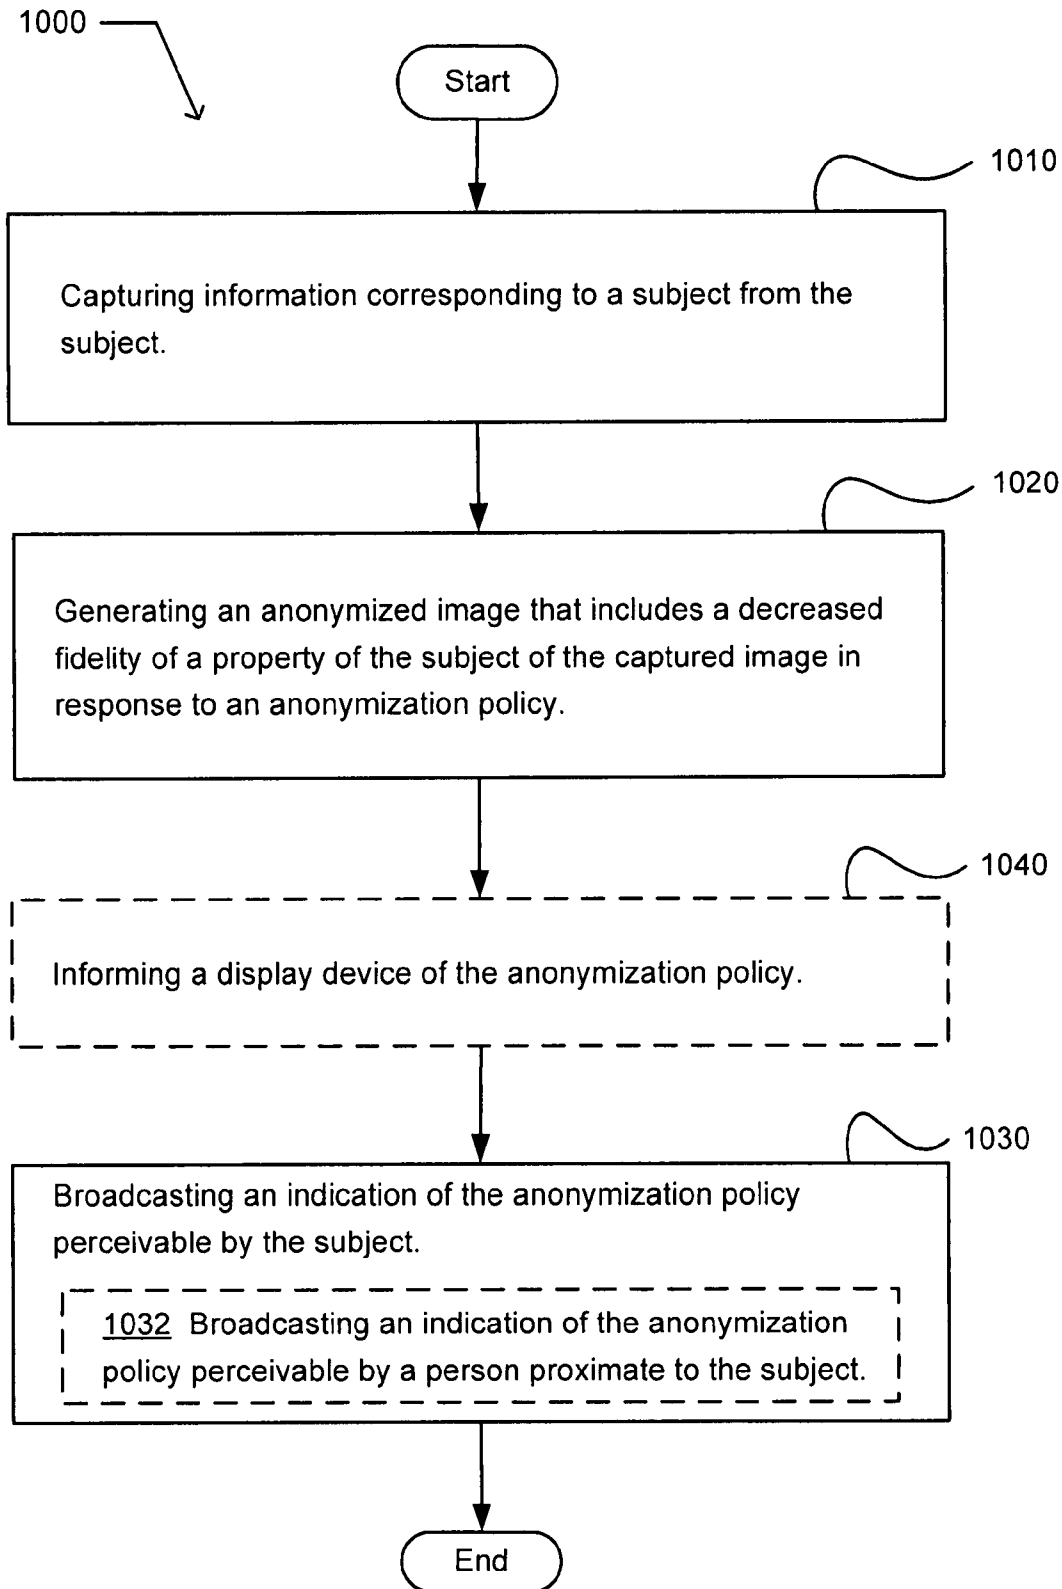 1000
Start
1010
Capturing information corresponding to a subject from the
subject.
1020
Generating an anonymized image that includes a decreased
fidelity of a property of the subject of the captured image in
response to an anonymization policy.
1040
Informing a display device of the anonymization policy.
1030
Broadcasting an indication of the anonymization policy
perceivable by the subject.
1032 Broadcasting an indication of the anonymization
policy perceivable by a person proximate to the subject.
End